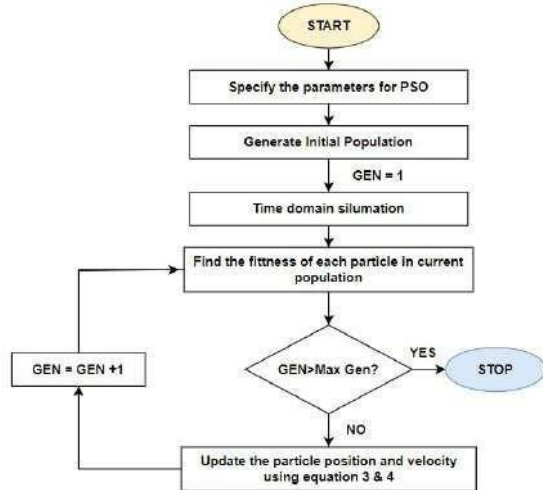 START
Specify the parameters for PSO
Generate Initial Population
GEN = 1
Time domain silumation
Find the fittness of each particle in current
population
GEN>Max Gen?
YES
STOP
NO
GEN = GEN +1
Update the particle position and velocity
using equation 3 & 4